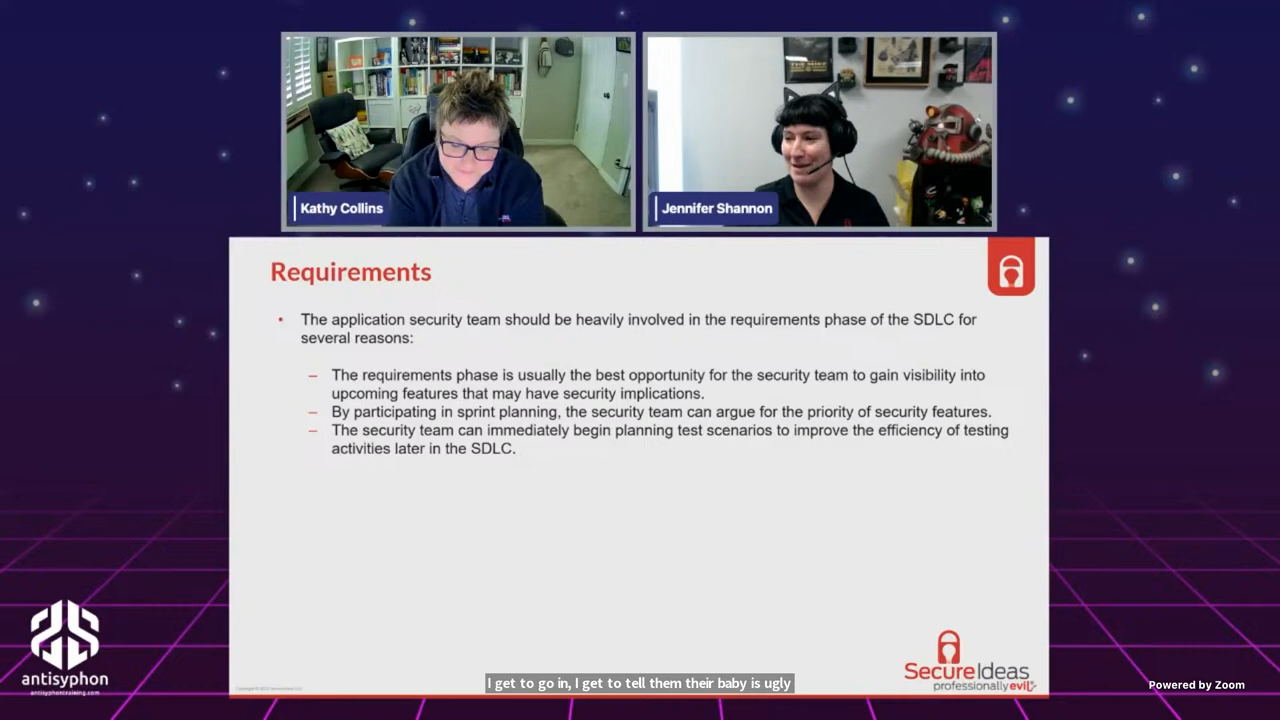 Kathy Collins
Jennifer Shannon
Requirements
• The application security team should be heavily involved in the requirements phase of the SDLC for
several reasons:
– The requirements phase is usually the best opportunity for the security team to gain visibility into
upcoming features that may have security implications.
– By participating in sprint planning, the security team can argue for the priority of security features.
– The security team can immediately begin planning test scenarios to improve the efficiency of testing
activities later in the SDLC.
SecureIdeas
professionallyevil
antisyphon
antisyphontraining.com
I get to go in, I get to tell them their baby is ugly
Powered by Zoom